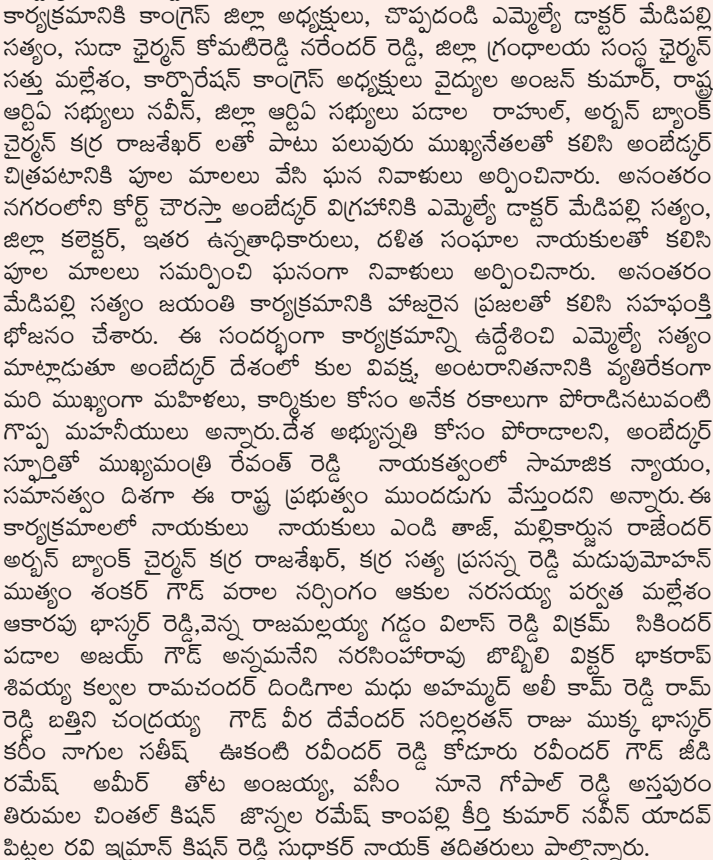 కార్యక్రమానికి కాంగ్రెస్ జిల్లా అధ్యక్షులు, చొప్పదండి ఎమ్మెల్యే డాక్టర్ మేడిపల్లి
సత్యం, సుడా ఛైర్మన్ కోమటిరెడ్డి నరేందర్ రెడ్డి, జిల్లా గ్రంధాలయ సంస్థ ఛైర్మన్
సత్తు మల్లేశం, కార్పొరేషన్ కాంగ్రెస్ అధ్యక్షులు వైద్యుల అంజన్ కుమార్, రాష్ట్ర
ఆర్టిఏ సభ్యులు నవీన్, జిల్లా ఆర్టిఏ సభ్యులు పడాల రాహుల్, అర్బన్ బ్యాంక్
చైర్మన్ కర్ర రాజశేఖర్ లతో పాటు పలువురు ముఖ్యనేతలతో కలిసి అంబేడ్కర్
చిత్రపటానికి పూల మాలలు వేసి ఘన నివాళులు అర్పించినారు. అనంతరం
నగరంలోని కోర్ట్ చౌరస్తా అంబేడ్కర్ విగ్రహానికి ఎమ్మెల్యే డాక్టర్ మేడిపల్లి సత్యం,
జిల్లా కలెక్టర్, ఇతర ఉన్నతాధికారులు, దళిత సంఘాల నాయకులతో కలిసి
పూల మాలలు సమర్పించి ఘనంగా నివాళులు అర్పించినారు. అనంతరం
మేడిపల్లి సత్యం జయంతి కార్యక్రమానికి హాజరైన ప్రజలతో కలిసి సహపంక్తి
భోజనం చేశారు. ఈ సందర్భంగా కార్యక్రమాన్ని ఉద్దేశించి ఎమ్మెల్యే సత్యం
మాట్లాడుతూ అంబేద్కర్ దేశంలో కుల వివక్ష, అంటరానితనానికి వ్యతిరేకంగా
మరి ముఖ్యంగా మహిళలు, కార్మికుల కోసం అనేక రకాలుగా పోరాడినటువంటి
గొప్ప మహనీయులు అన్నారు.దేశ అభ్యున్నతి కోసం పోరాడాలని, అంబేద్కర్
స్ఫూర్తితో ముఖ్యమంత్రి రేవంత్ రెడ్డి నాయకత్వంలో సామాజిక న్యాయం,
సమానత్వం దిశగా ఈ రాష్ట్ర ప్రభుత్వం ముందడుగు వేస్తుందని అన్నారు.ఈ
కార్యక్రమాలలో నాయకులు నాయకులు ఎండి తాజ్, మల్లికార్జున రాజేందర్
అర్బన్ బ్యాంక్ చైర్మన్ కర్ర రాజశేఖర్, కర్ర సత్య ప్రసన్న రెడ్డి మడుపుమోహన్
ముత్యం శంకర్ గౌడ్ వరాల నర్సింగం ఆకుల నరసయ్య పర్వత మల్లేశం
ఆకారపు భాస్కర్ రెడ్డి,వెన్న రాజమల్లయ్య గడ్డం విలాస్ రెడ్డి విక్రమ్ సికిందర్
పడాల అజయ్ గౌడ్ అన్నమనేని నరసింహారావు బొబ్బిలి విక్టర్ భాకరాప్
శివయ్య కల్వల రామచందర్ దిండిగాల మధు అహమ్మద్ అలీ కామ్ రెడ్డి రామ్
రెడ్డి బత్తిని చంద్రయ్య గౌడ్ వీర దేవేందర్ సరిల్లరతన్ రాజు ముక్క భాస్కర్
కరీం నాగుల సతీష్ ఊకంటి రవీందర్ రెడ్డి కోడూరు రవీందర్ గౌడ్ జీడి
రమేష్ అమీర్ తోట అంజయ్య, వసీం నూనె గోపాల్ రెడ్డి అస్తపురం
తిరుమల చింతల్ కిషన్ జొన్నల రమేష్ కాంపల్లి కీర్తి కుమార్ నవీన్ యాదవ్
పిట్టల రవి ఇమ్రాన్ కిషన్ రెడ్డి సుధాకర్ నాయక్ తదితరులు పాల్గొన్నారు.